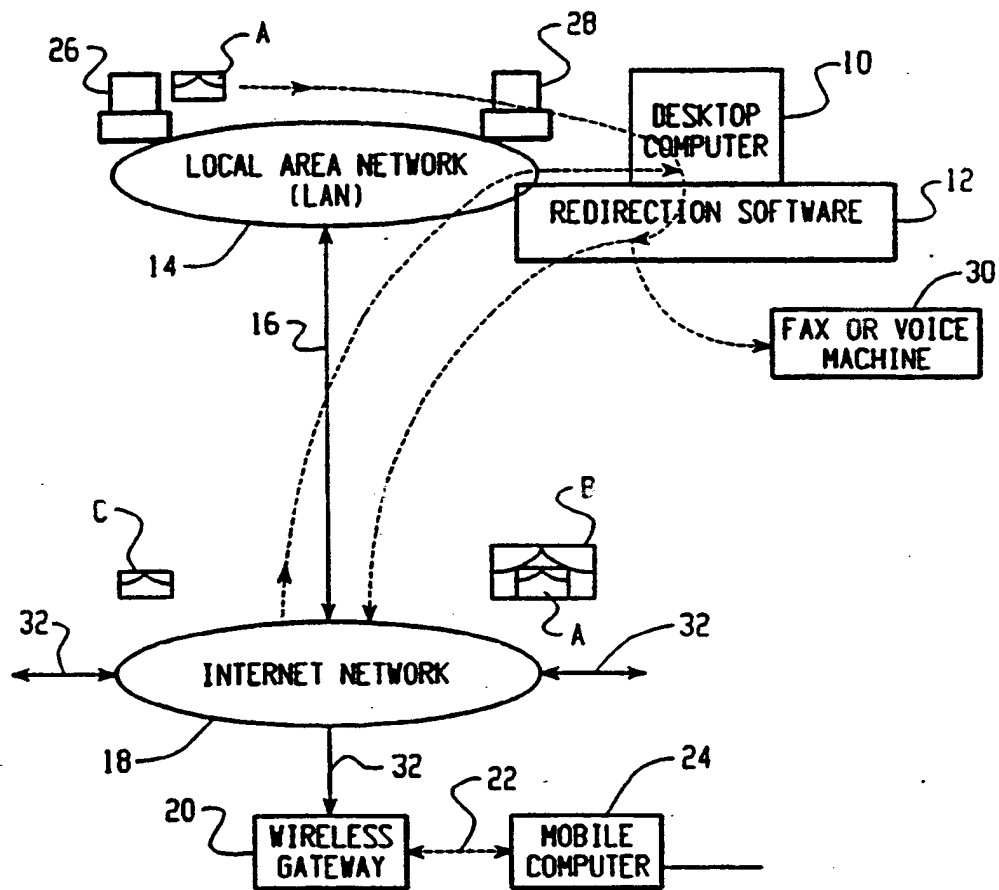 26
A
28
10
DESKTOP
COMPUTER
LOCAL AREA NETWORK
(LAN)
12
REDIRECTION SOFTWARE
14
30
16
FAX OR VOICE
MACHINE
C
B
A
32
32
INTERNET NETWORK
18
32
22
24
20
WIRELESS
GATEWAY
MOBILE
COMPUTER